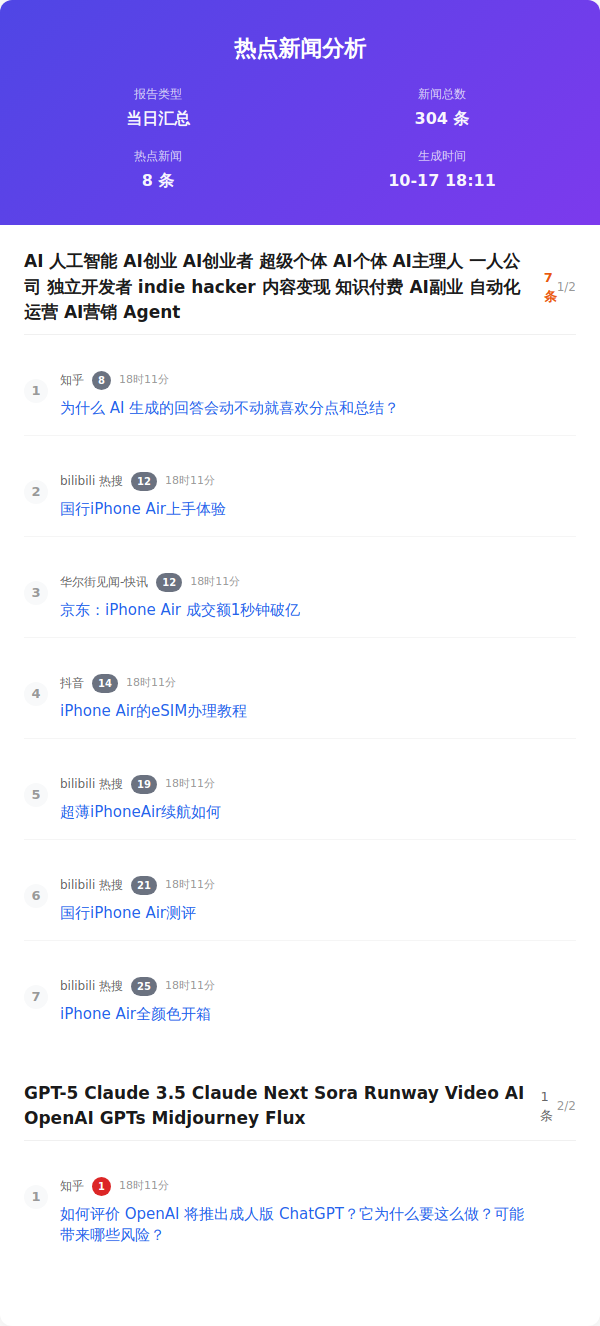 热点新闻分析
报告类型
当日汇总
新闻总数
304 条
热点新闻
8 条
生成时间
10-17 18:11
AI 人工智能 AI创业 AI创业者 超级个体 AI个体 AI主理人 一人公
司 独立开发者 indie hacker 内容变现 知识付费 AI副业 自动化
运营 AI营销 Agent
7
条
1/2
1
知乎 8 18时11分
为什么 AI 生成的回答会动不动就喜欢分点和总结？
2
bilibili 热搜 12 18时11分
国行iPhone Air上手体验
3
华尔街见闻-快讯 12 18时11分
京东：iPhone Air 成交额1秒钟破亿
4
抖音 14 18时11分
iPhone Air的eSIM办理教程
5
bilibili 热搜 19 18时11分
超薄iPhoneAir续航如何
6
bilibili 热搜 21 18时11分
国行iPhone Air测评
7
bilibili 热搜 25 18时11分
iPhone Air全颜色开箱
GPT-5 Claude 3.5 Claude Next Sora Runway Video AI
OpenAI GPTs Midjourney Flux
1
条
2/2
1
知乎 1 18时11分
如何评价 OpenAI 将推出成人版 ChatGPT？它为什么要这么做？可能
带来哪些风险？